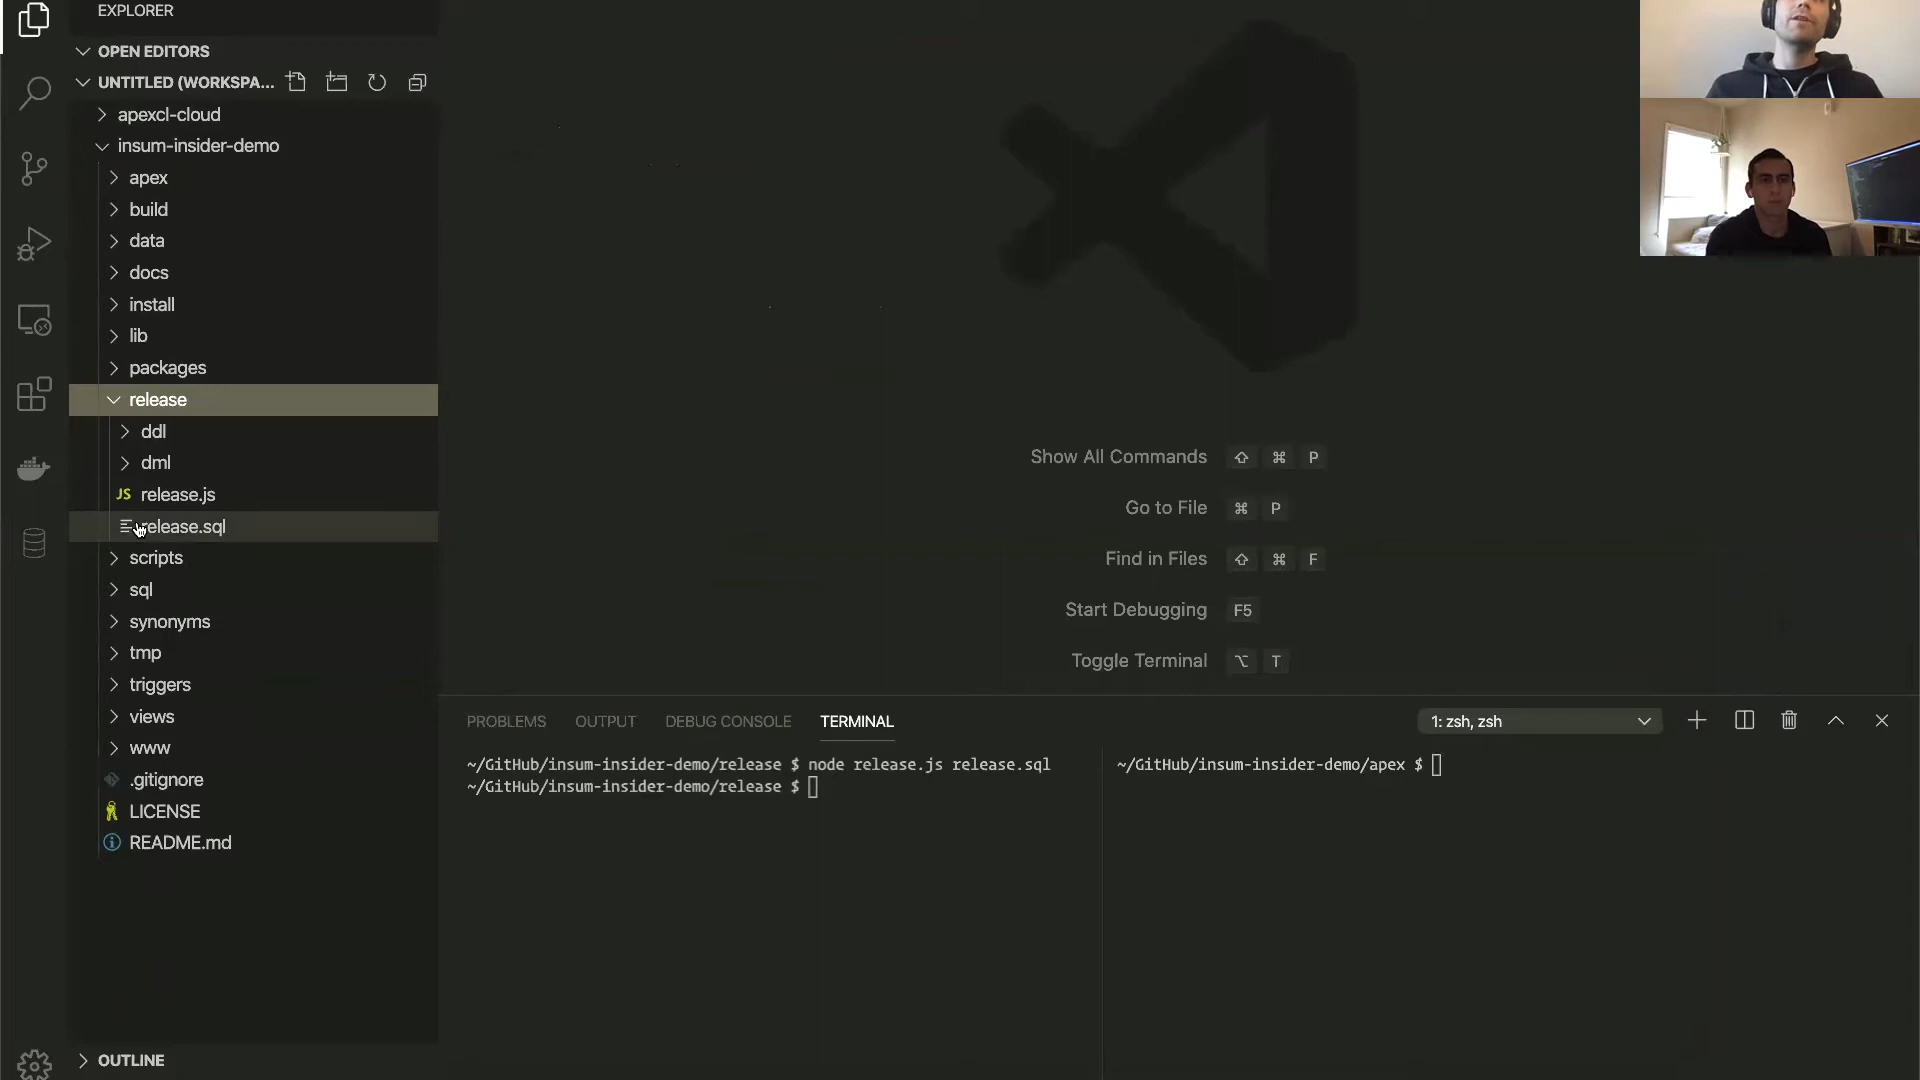 EXPLORER
OPEN EDITORS
UNTITLED (WORKSPA...
apexcl-cloud
insum-insider-demo
apex
build
data
docs
install
lib
packages
release
ddl
dml
JS release.js
release.sql
scripts
sql
synonyms
tmp
triggers
views
www
.gitignore
LICENSE
README.md
OUTLINE
Show All Commands ⇧ ⌘ P
Go to File ⌘ P
Find in Files ⇧ ⌘ F
Start Debugging F5
Toggle Terminal ⌥ T
PROBLEMS OUTPUT DEBUG CONSOLE TERMINAL 1: zsh, zsh
~/GitHub/insum-insider-demo/release $ node release.js release.sql
~/GitHub/insum-insider-demo/release $
~/GitHub/insum-insider-demo/apex $